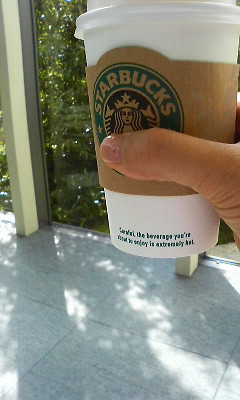 STARBUCKS
Careful, the beverage you're
about to enjoy is extremely hot.